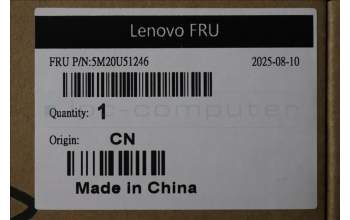 Lenovo FRU
FRU P/N:5M20U51246 2025-08-10
Quantity: 1
Origin: CN
Made in China